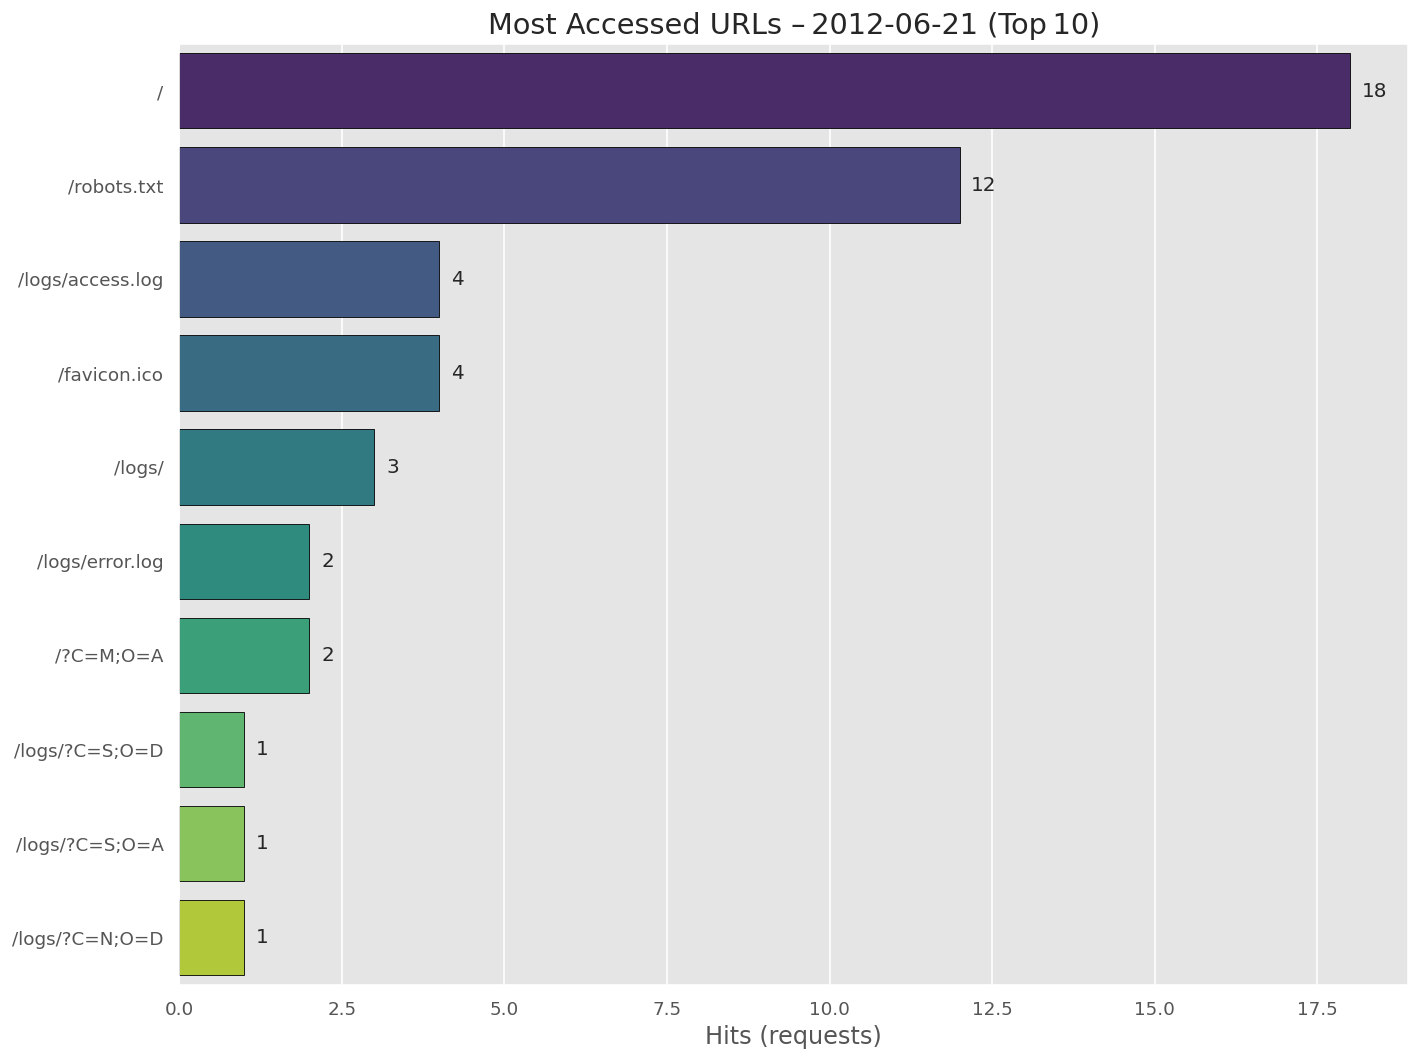 Most Accessed URLs – 2012-06-21 (Top 10)
/
18
/robots.txt
12
/logs/access.log
4
/favicon.ico
4
/logs/
3
/logs/error.log
2
/?C=M;O=A
2
/logs/?C=S;O=D
1
/logs/?C=S;O=A
1
/logs/?C=N;O=D
1
0.0 2.5 5.0 7.5 10.0 12.5 15.0 17.5
Hits (requests)